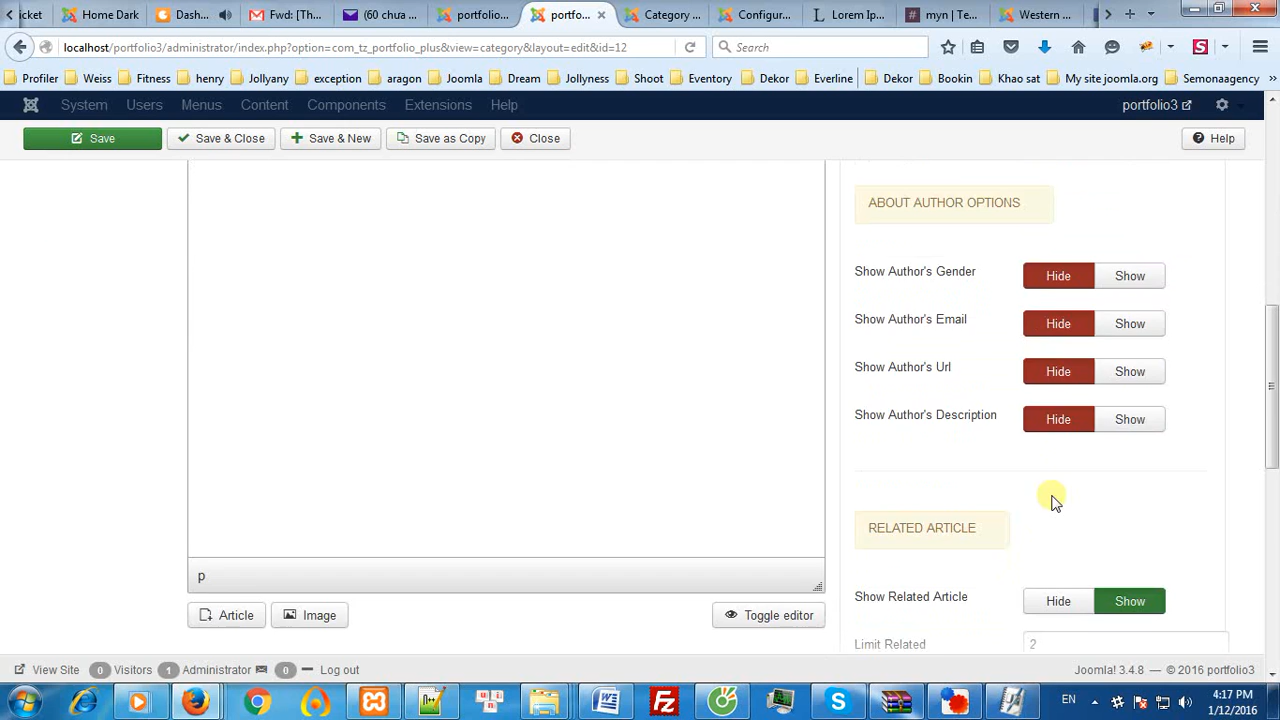 icket
Home Dark
Dash...
Fwd: [Th...
(60 chưa ...
portfolio...
portfo...
Category ...
Configur...
Lorem Ip...
myn | Te...
Western ...
localhost/portfolio3/administrator/index.php?option=com_tz_portfolio_plus&view=category&layout=edit&id=12
Search
Profiler
Weiss
Fitness
henry
Jollyany
exception
aragon
Joomla
Dream
Jollyness
Shoot
Eventory
Dekor
Everline
Dekor
Bookin
Khao sat
My site joomla.org
Semonaagency
System
Users
Menus
Content
Components
Extensions
Help
portfolio3
Save
Save & Close
Save & New
Save as Copy
Close
Help
ABOUT AUTHOR OPTIONS
Show Author's Gender
Hide
Show
Show Author's Email
Hide
Show
Show Author's Url
Hide
Show
Show Author's Description
Hide
Show
RELATED ARTICLE
Show Related Article
Hide
Show
Limit Related
2
p
Article
Image
Toggle editor
View Site
0
Visitors
1
Administrator
0
Log out
Joomla! 3.4.8 — © 2016 portfolio3
EN
4:17 PM
1/12/2016